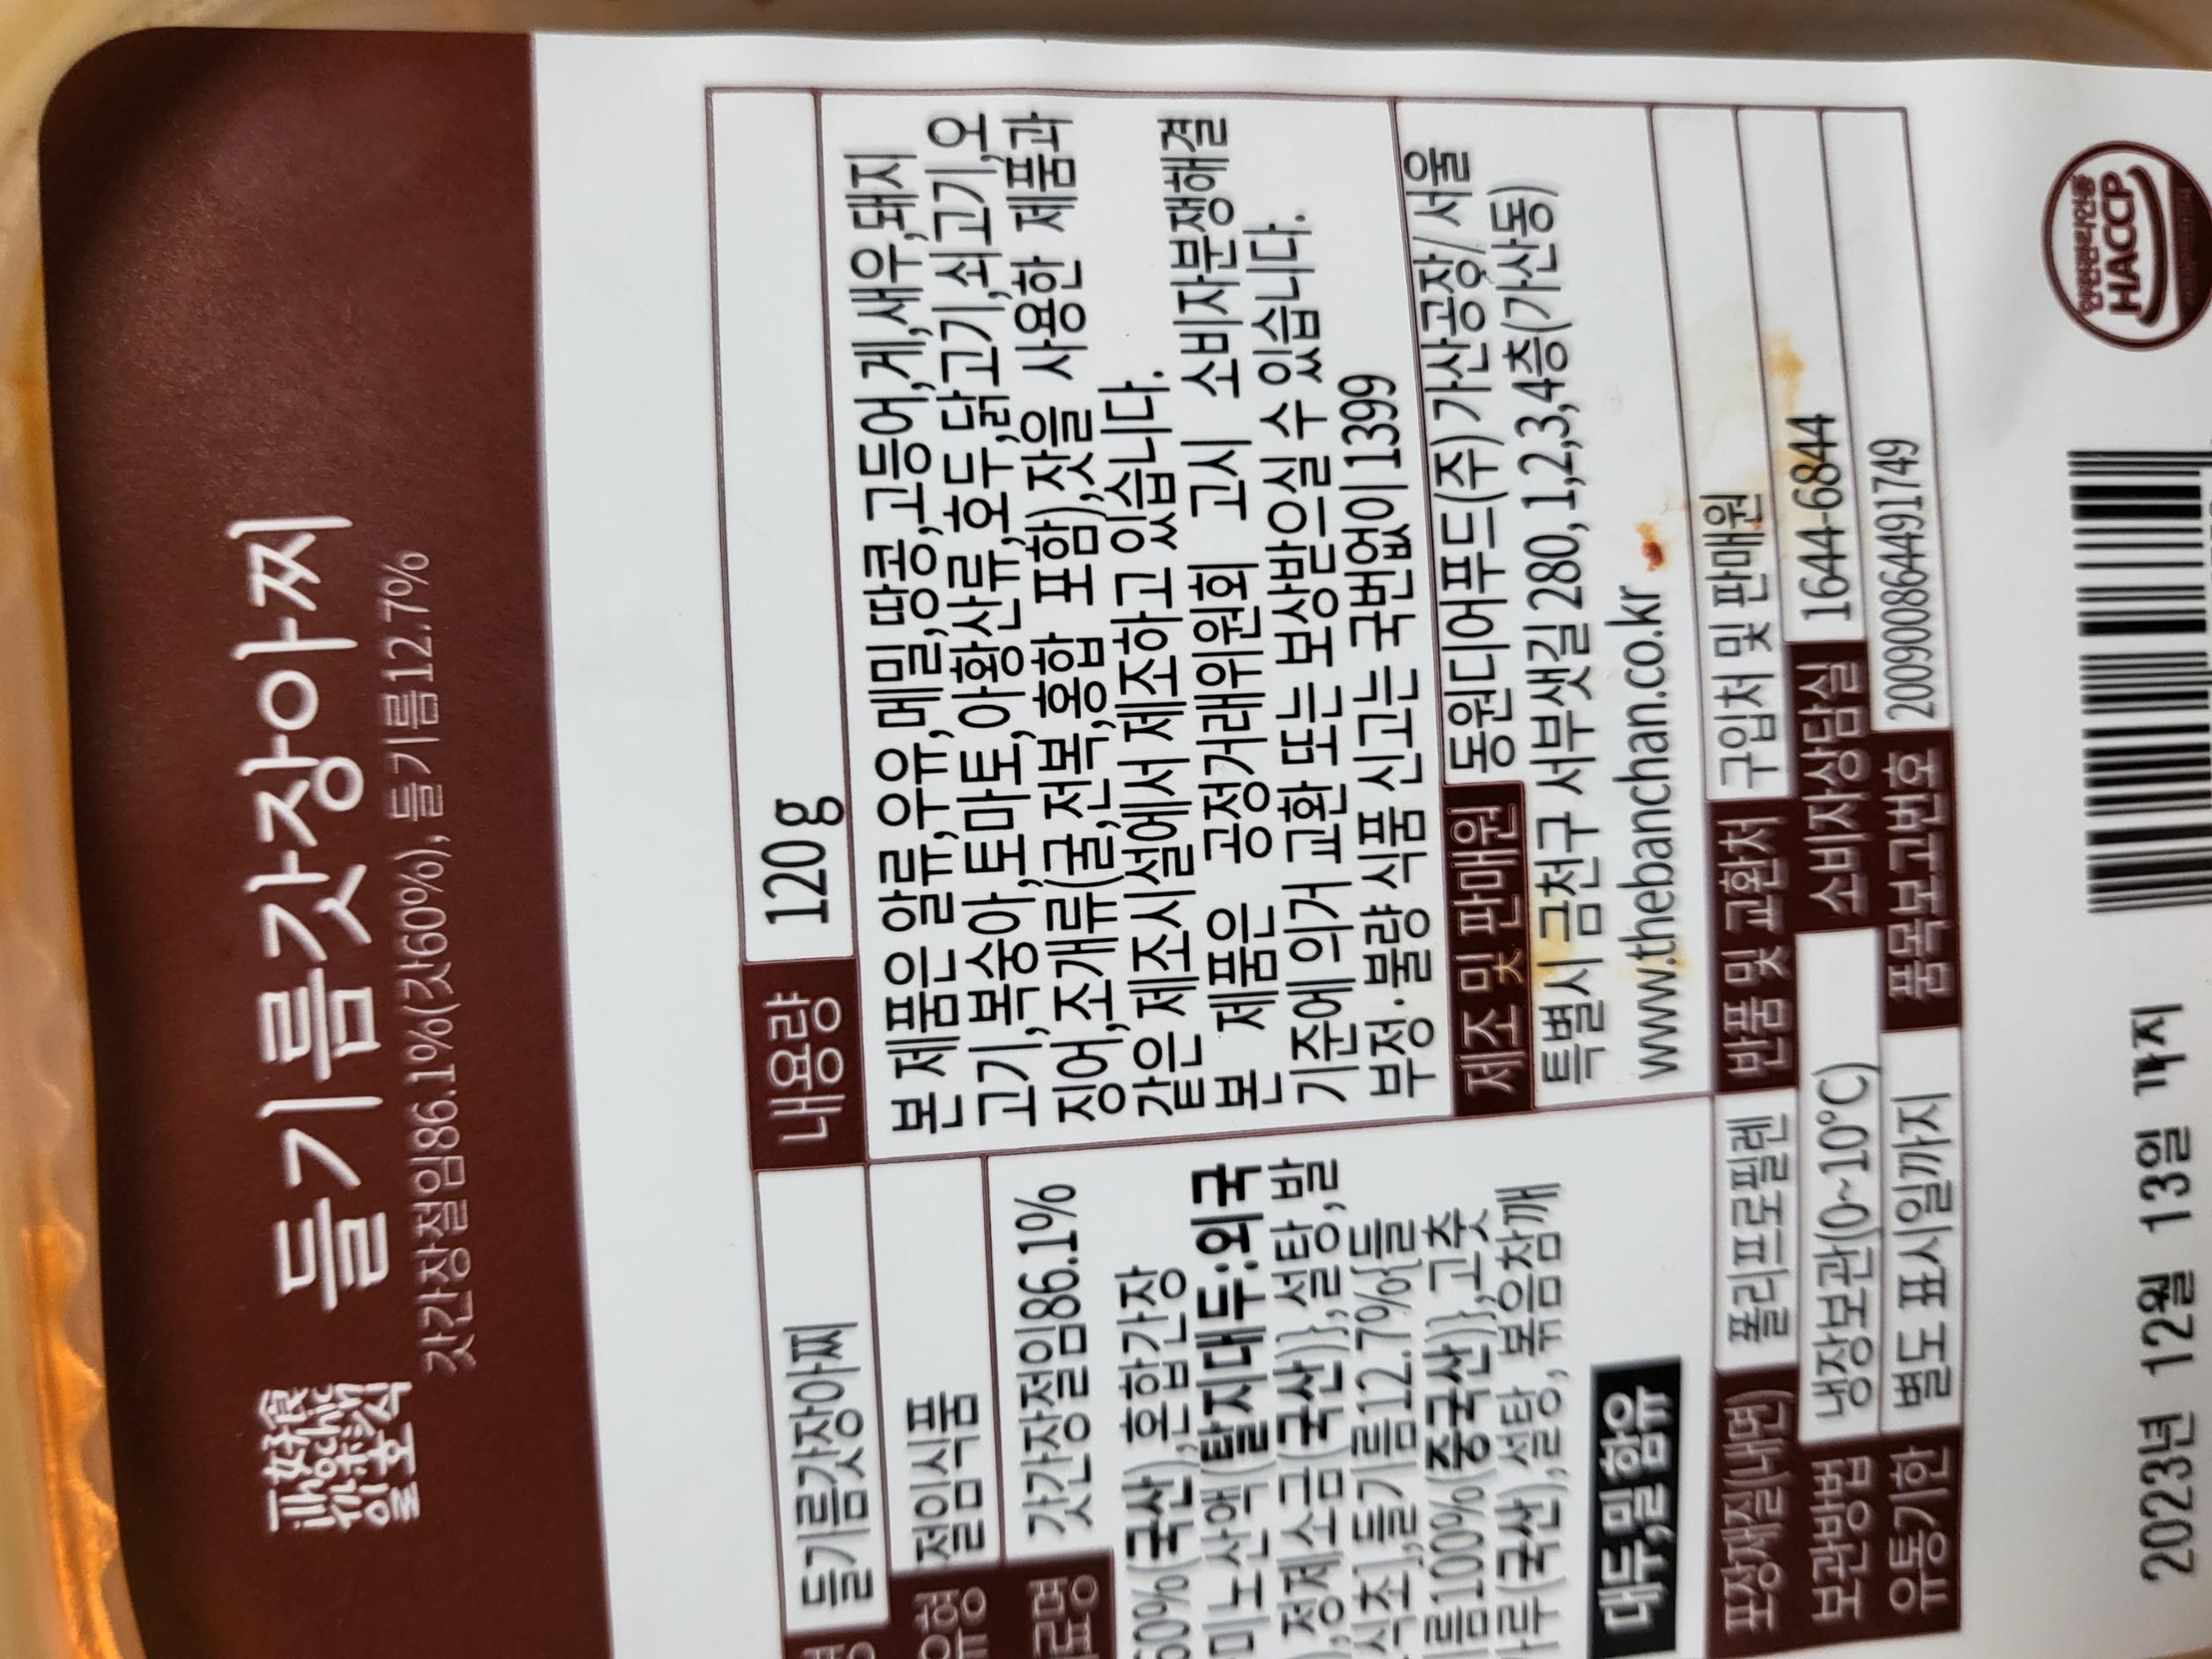 一好食
일호식
들기름갓장아찌
갓간장절임86.1%(갓60%), 들기름12.7%
들기름갓장아찌
내용량 120g
절임식품
갓간장절임86.1%
60%(국산),혼합간장
미노산액(탈지대두:외국
),정제소금(국산)},설탕,발
식초],들기름12.7%{들
름100%(중국산)},고춧
가루(국산),설탕, 볶음참깨
대두,밀 함유
본 제품은 알류,우유,메밀,땅콩,고등어,게,새우,돼지
고기,복숭아,토마토,아황산류,호두,닭고기,쇠고기,오
징어,조개류(굴,전복,홍합 포함),잣을 사용한 제품과
같은 제조시설에서 제조하고 있습니다.
본 제품은 공정거래위원회 고시 소비자분쟁해결
기준에 의거 교환 또는 보상받으실 수 있습니다.
부정·불량 식품 신고는 국번없이 1399
제조 및 판매원 동원디어푸드(주) 가산공장/ 서울
특별시 금천구 서부샛길 280, 1,2,3,4층(가산동)
www.thebanchan.co.kr
포장재질(내면) 폴리프로필렌
반품 및 교환처 구입처 및 판매원
보관방법 냉장보관(0~10°C)
소비자상담실 1644-6844
유통기한 별도 표시일까지
품목보고번호 20090086449​1749
2023년 12월 13일 까지
안전관리인증
HACCP